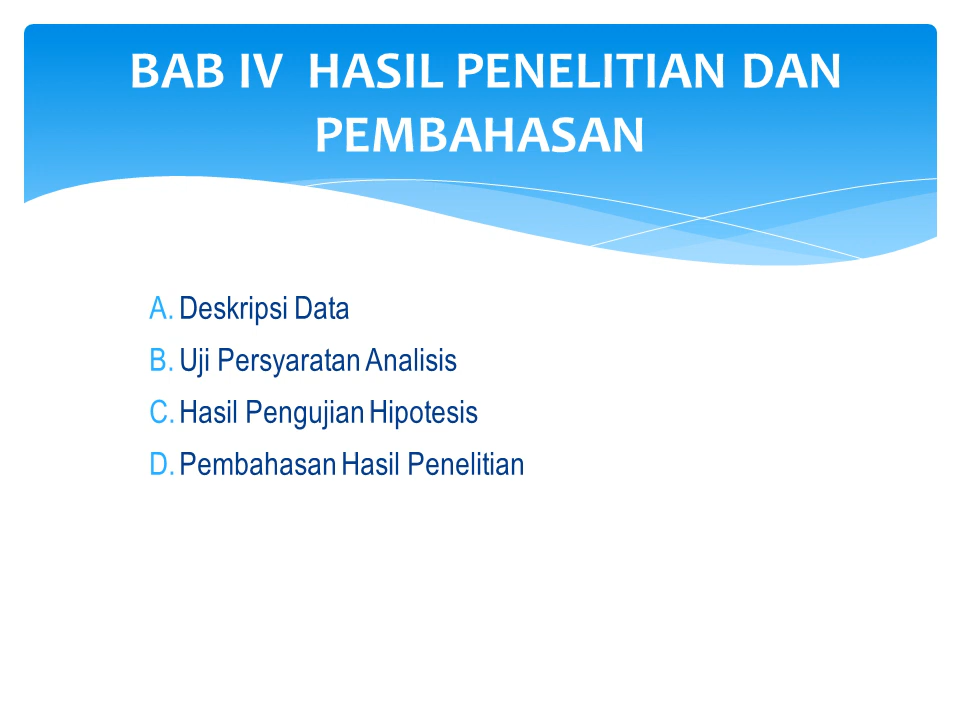 BAB IV  HASIL PENELITIAN DAN
PEMBAHASAN
A. Deskripsi Data
B. Uji Persyaratan Analisis
C. Hasil Pengujian Hipotesis
D. Pembahasan Hasil Penelitian